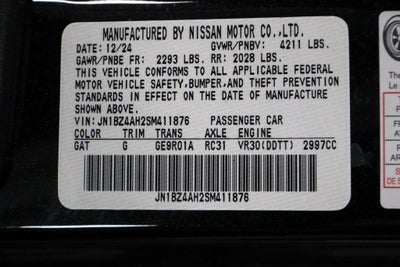 MANUFACTURED BY NISSAN MOTOR CO.,LTD.
DATE: 12/24 GVWR/PNBV: 4211 LBS.
GAWR/PNBE FR: 2293 LBS. RR: 2028 LBS.
THIS VEHICLE CONFORMS TO ALL APPLICABLE FEDERAL
MOTOR VEHICLE SAFETY,BUMPER,AND THEFT PREVENTION
STANDARDS IN EFFECT ON THE DATE OF MANUFACTURE
SHOWN ABOVE.
VIN:JN1BZ4AH2SM411876 PASSENGER CAR
COLOR TRIM TRANS AXLE ENGINE
GAT G GE9R01A RC31 VR30(DDTT) 2997CC
JN1BZ4AH2SM411876
The
Le